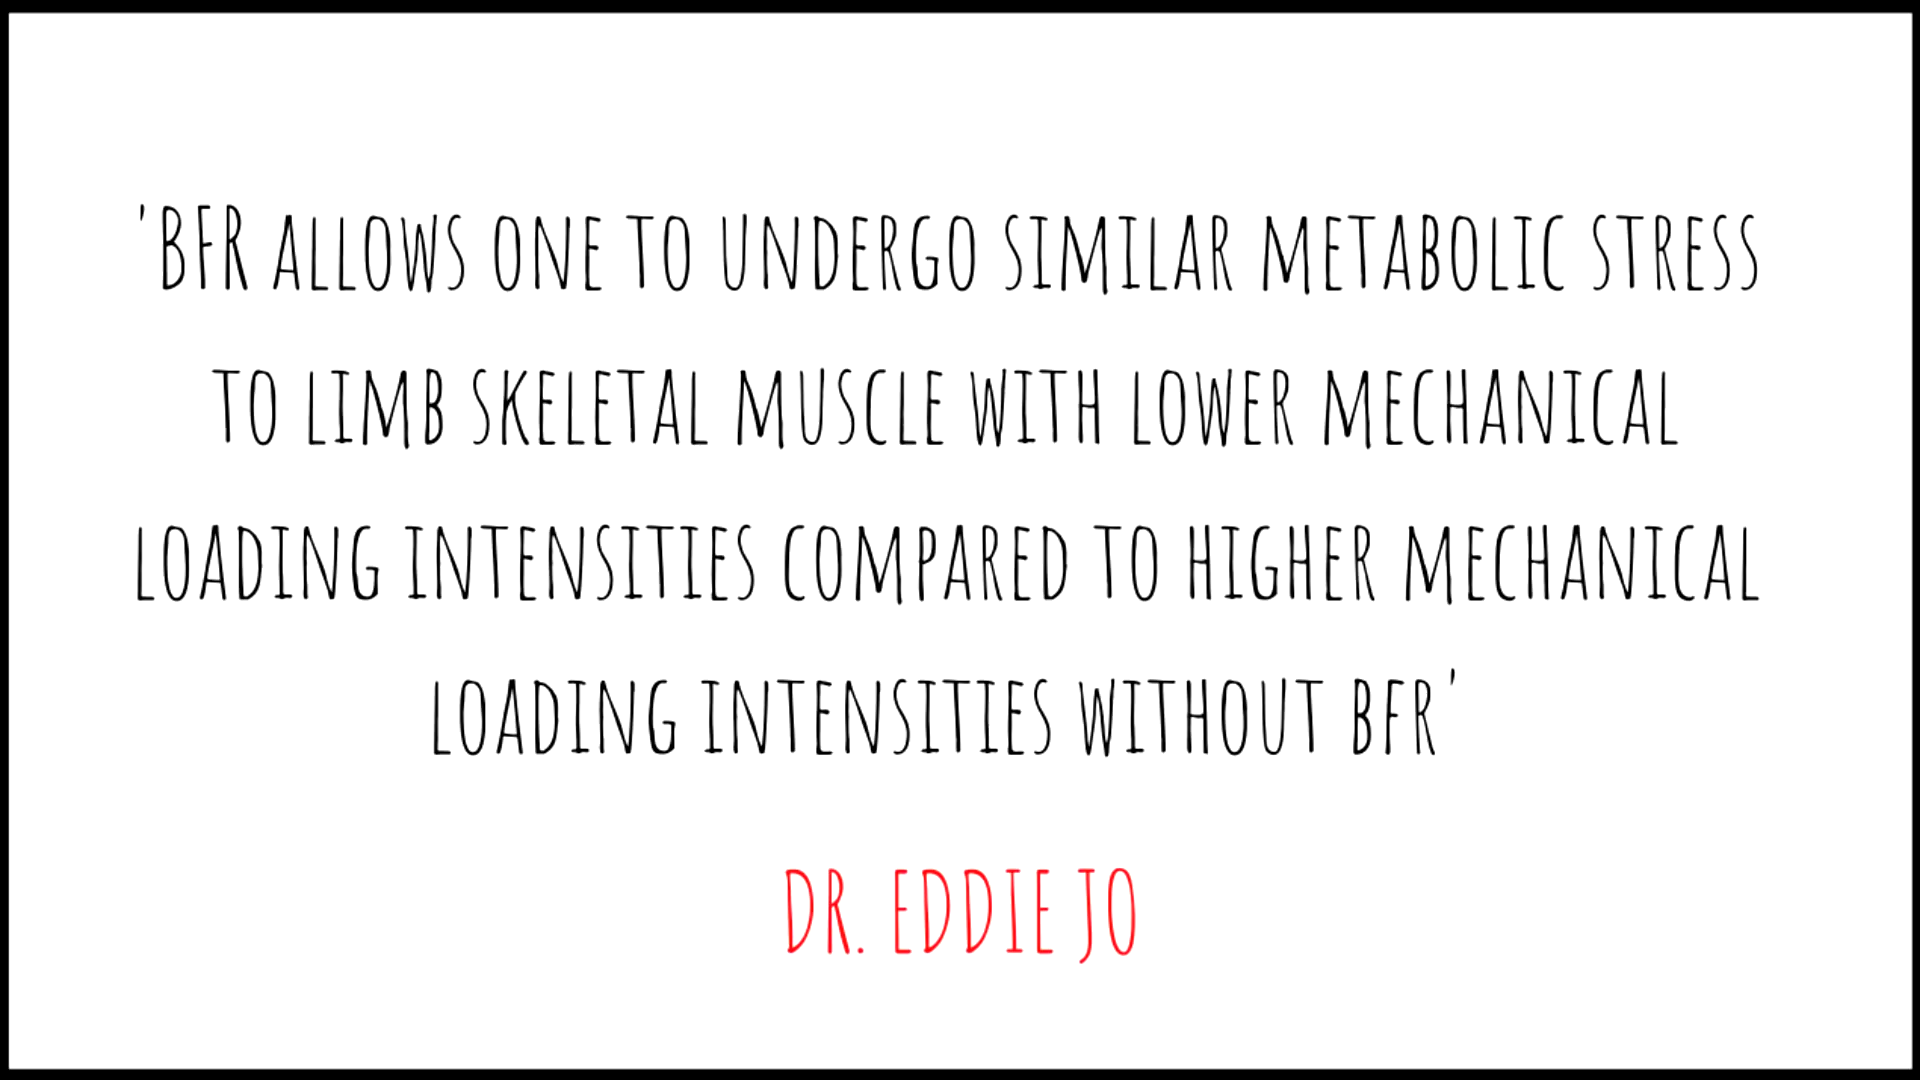 'BFR ALLOWS ONE TO UNDERGO SIMILAR METABOLIC STRESS
TO LIMB SKELETAL MUSCLE WITH LOWER MECHANICAL
LOADING INTENSITIES COMPARED TO HIGHER MECHANICAL
LOADING INTENSITIES WITHOUT BFR'
DR. EDDIE JO